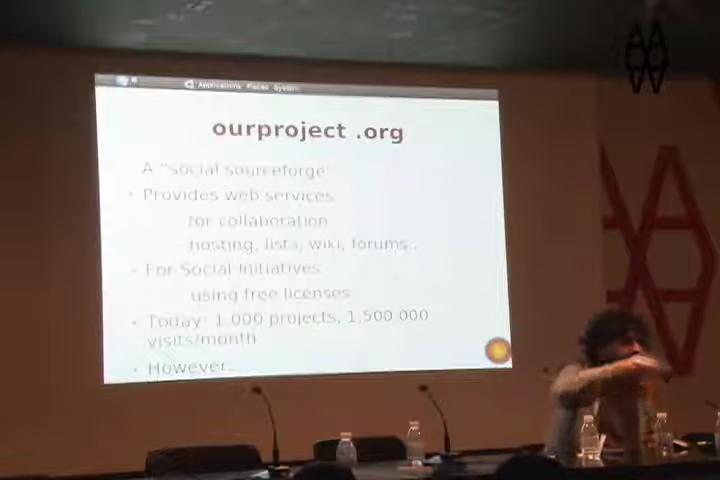 Applications Places System
ourproject .org
A "social sourceforge"
• Provides web services
for collaboration
hosting, lists, wiki, forums..
• For Social Initiatives
using free licenses
• Today: 1.000 projects, 1.500.000
visits/month
• However..